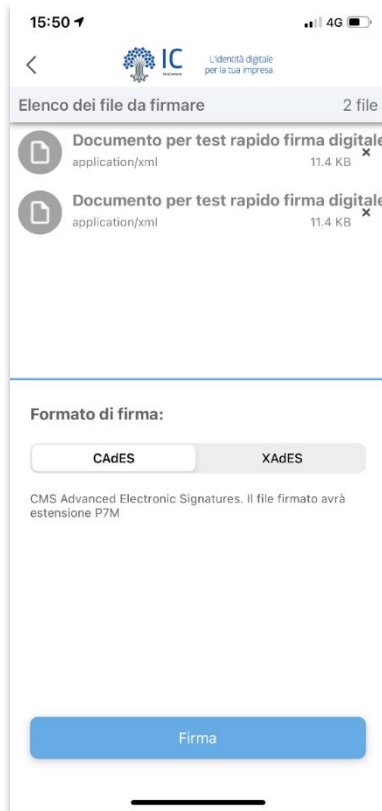 15:50
4G
IC
L'identità digitale
per la tua impresa
Elenco dei file da firmare 2 file
Documento per test rapido firma digitale
application/xml 11.4 KB
Documento per test rapido firma digitale
application/xml 11.4 KB
Formato di firma:
CAdES XAdES
CMS Advanced Electronic Signatures. Il file firmato avrà
estensione P7M
Firma